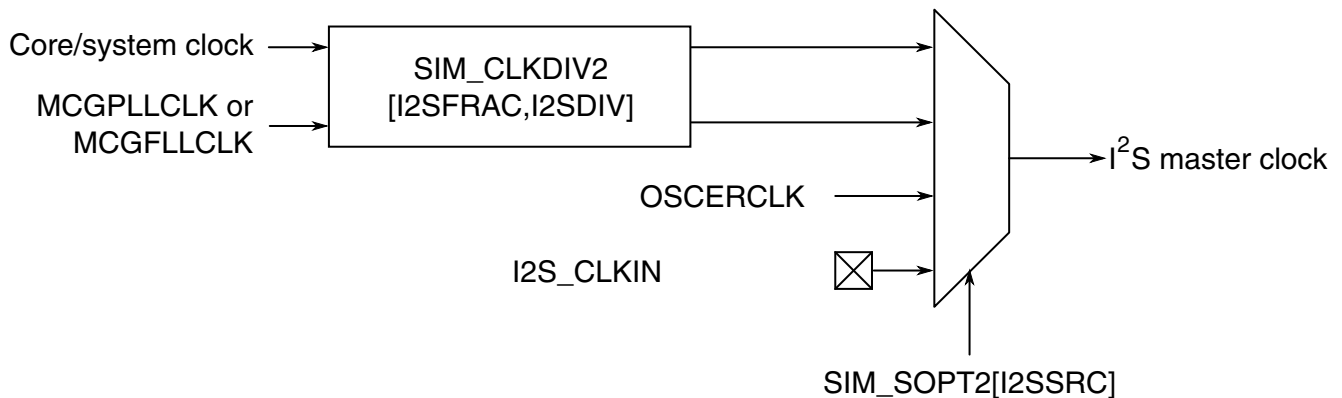 Core/system clock
SIM_CLKDIV2
[I2SFRAC,I2SDIV]
MCGPLLCLK or
MCGFLLCLK
I²S master clock
OSCERCLK
I2S_CLKIN
SIM_SOPT2[I2SSRC]